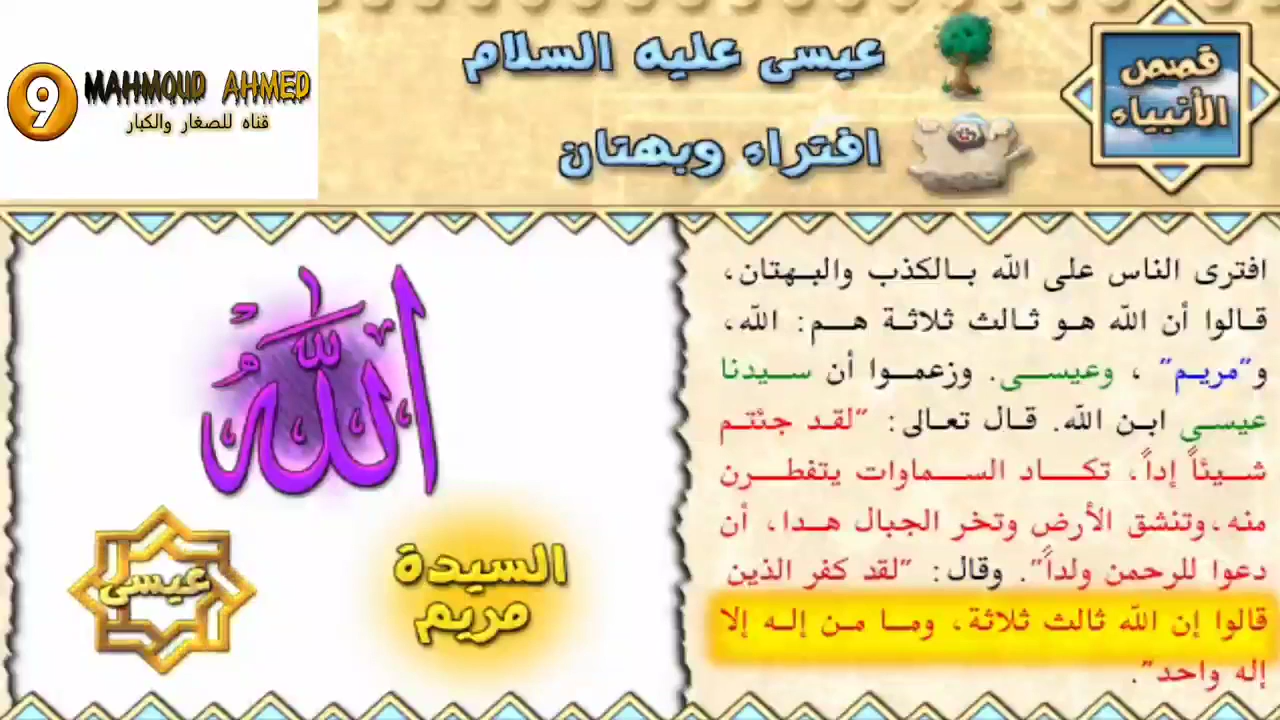 9
MAHMOUD AHMED
قناه للصغار والكبار
عيسى عليه السلام
افتراء وبهتان
قصص
الأنبياء
افترى الناس على الله بالكذب والبهتان،
قالوا أن الله هو ثالث ثلاثة هم: الله،
و"مريم" ، وعيسى. وزعموا أن سيدنا
عيسى ابن الله. قال تعالى: "لقد جئتم
شيئاً إداً، تكاد السماوات يتفطرن
منه، وتنشق الأرض وتخر الجبال هدا، أن
دعوا للرحمن ولداً". وقال: "لقد كفر الذين
قالوا إن الله ثالث ثلاثة، وما من إله إلا
إله واحد".
الله
السيدة
مريم
عيسى